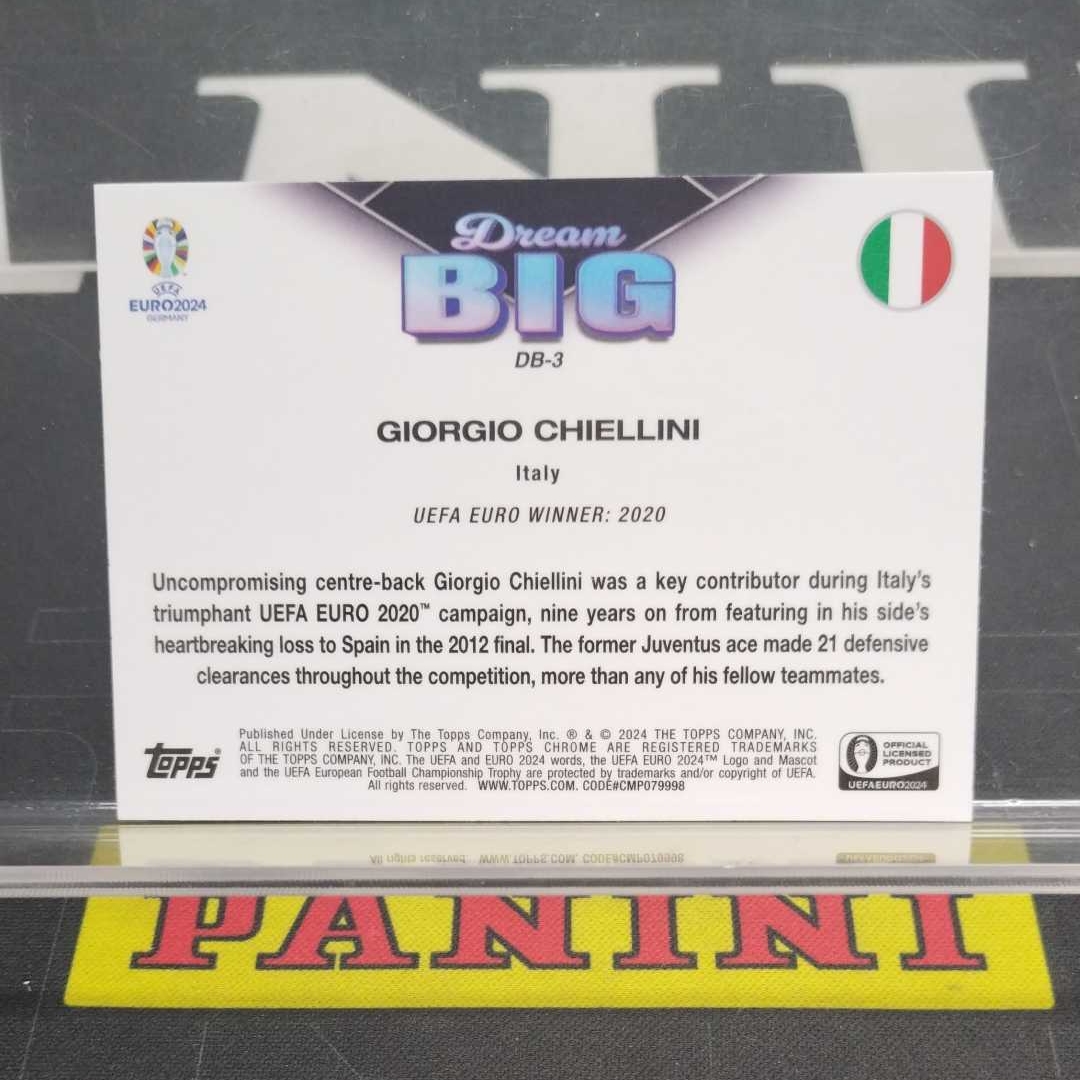 Dream
BIG
DB-3
UEFA
EURO2024
GERMANY
GIORGIO CHIELLINI
Italy
UEFA EURO WINNER: 2020
Uncompromising centre-back Giorgio Chiellini was a key contributor during Italy's
triumphant UEFA EURO 2020™ campaign, nine years on from featuring in his side's
heartbreaking loss to Spain in the 2012 final. The former Juventus ace made 21 defensive
clearances throughout the competition, more than any of his fellow teammates.
topps®
Published Under License by The Topps Company, Inc. ® & © 2024 THE TOPPS COMPANY, INC.
ALL RIGHTS RESERVED. TOPPS AND TOPPS CHROME ARE REGISTERED TRADEMARKS
OF THE TOPPS COMPANY, INC. The UEFA and EURO 2024 words, the UEFA EURO 2024™ Logo and Mascot
and the UEFA European Football Championship Trophy are protected by trademarks and/or copyright of UEFA.
All rights reserved. WWW.TOPPS.COM. CODE#CMP079998
OFFICIAL
LICENSED
PRODUCT
UEFAEURO2024
PANINI